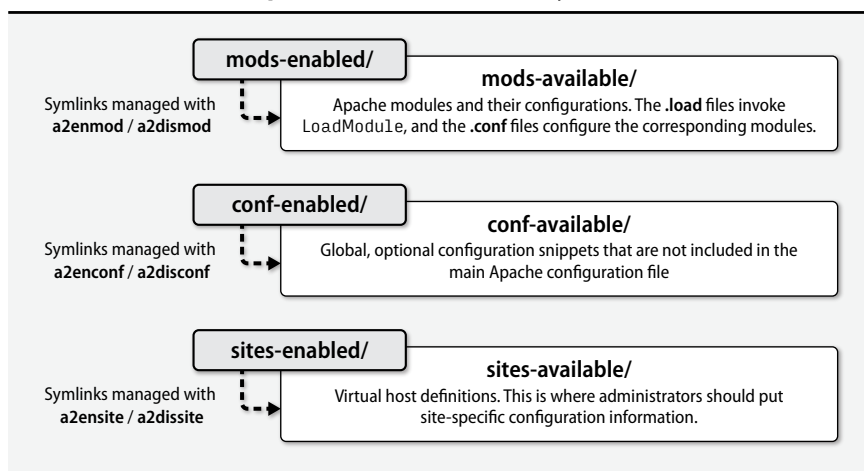 mods-enabled/
mods-available/
Symlinks managed with
a2enmod / a2dismod
Apache modules and their configurations. The .load files invoke
LoadModule, and the .conf files configure the corresponding modules.
conf-enabled/
conf-available/
Symlinks managed with
a2enconf / a2disconf
Global, optional configuration snippets that are not included in the
main Apache configuration file
sites-enabled/
sites-available/
Symlinks managed with
a2ensite / a2dissite
Virtual host definitions. This is where administrators should put
site-specific configuration information.